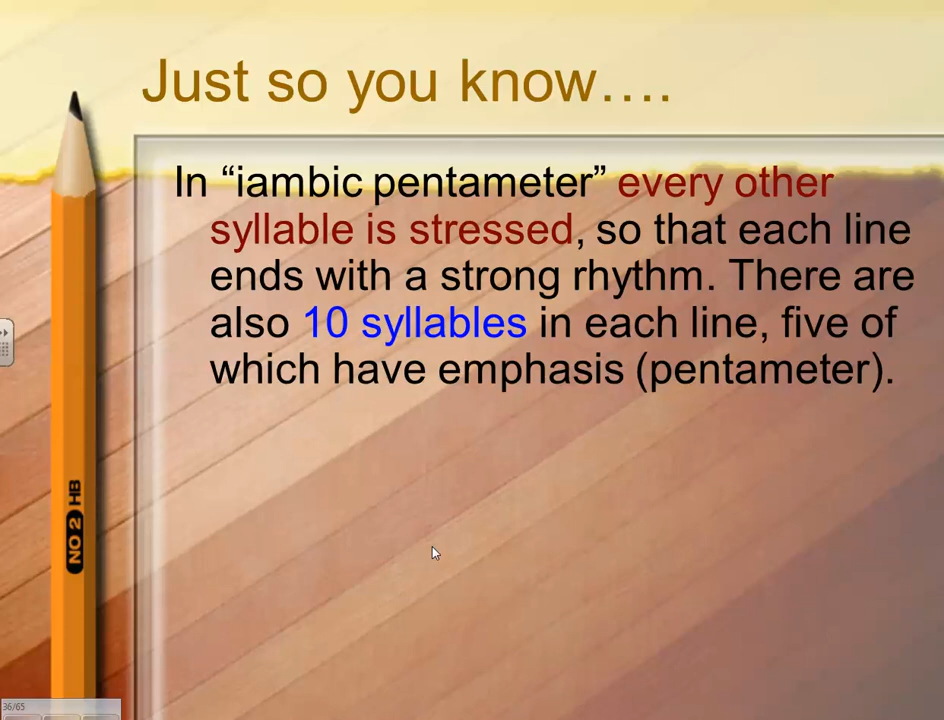 Just so you know….
In “iambic pentameter” every other
syllable is stressed, so that each line
ends with a strong rhythm. There are
also 10 syllables in each line, five of
which have emphasis (pentameter).
NO 2 HB
36/65